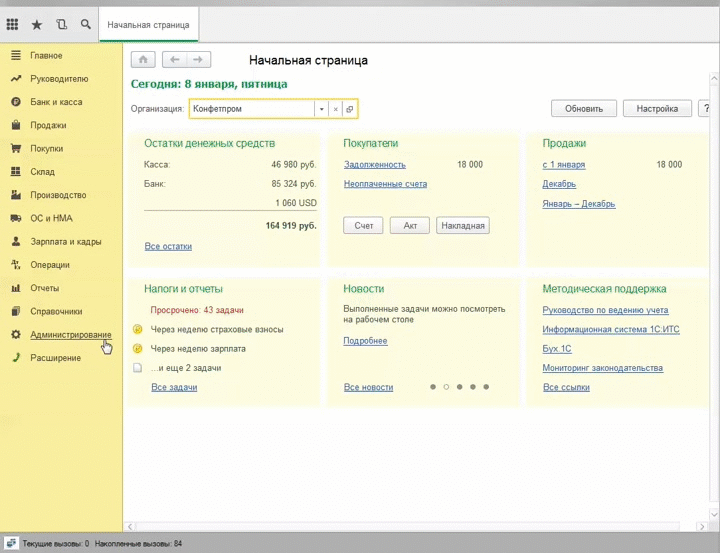 Начальная страница
Главное
Руководителю
Банк и касса
Продажи
Покупки
Склад
Производство
ОС и НМА
Зарплата и кадры
Операции
Отчеты
Справочники
Администрирование
Расширение
Начальная страница
Сегодня: 8 января, пятница
Организация: Конфетпром
Обновить Настройка ?
Остатки денежных средств
Касса: 46 980 руб.
Банк: 85 324 руб.
1 060 USD
164 919 руб.
Все остатки
Покупатели
Задолженность 18 000
Неоплаченные счета
Счет Акт Накладная
Продажи
с 1 января 18 000
Декабрь
Январь – Декабрь
Налоги и отчеты
Просрочено: 43 задачи
Через неделю страховые взносы
Через неделю зарплата
...и еще 2 задачи
Все задачи
Новости
Выполненные задачи можно посмотреть
на рабочем столе
Подробнее
Все новости
Методическая поддержка
Руководство по ведению учета
Информационная система 1С:ИТС
Бух.1С
Мониторинг законодательства
Все ссылки
Текущие вызовы: 0 Накопленные вызовы: 84